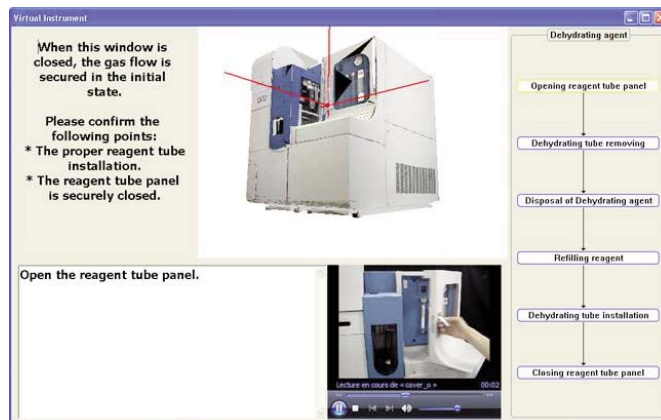 Virtual Instrument
When this window is
closed, the gas flow is
secured in the initial
state.
Please confirm the
following points:
* The proper reagent tube
installation.
* The reagent tube panel
is securely closed.
Dehydrating agent
Opening reagent tube panel
Dehydrating tube removing
Disposal of Dehydrating agent
Refilling reagent
Dehydrating tube installation
Closing reagent tube panel
Open the reagent tube panel.
Lecture en cours de « cover_o »
00:02